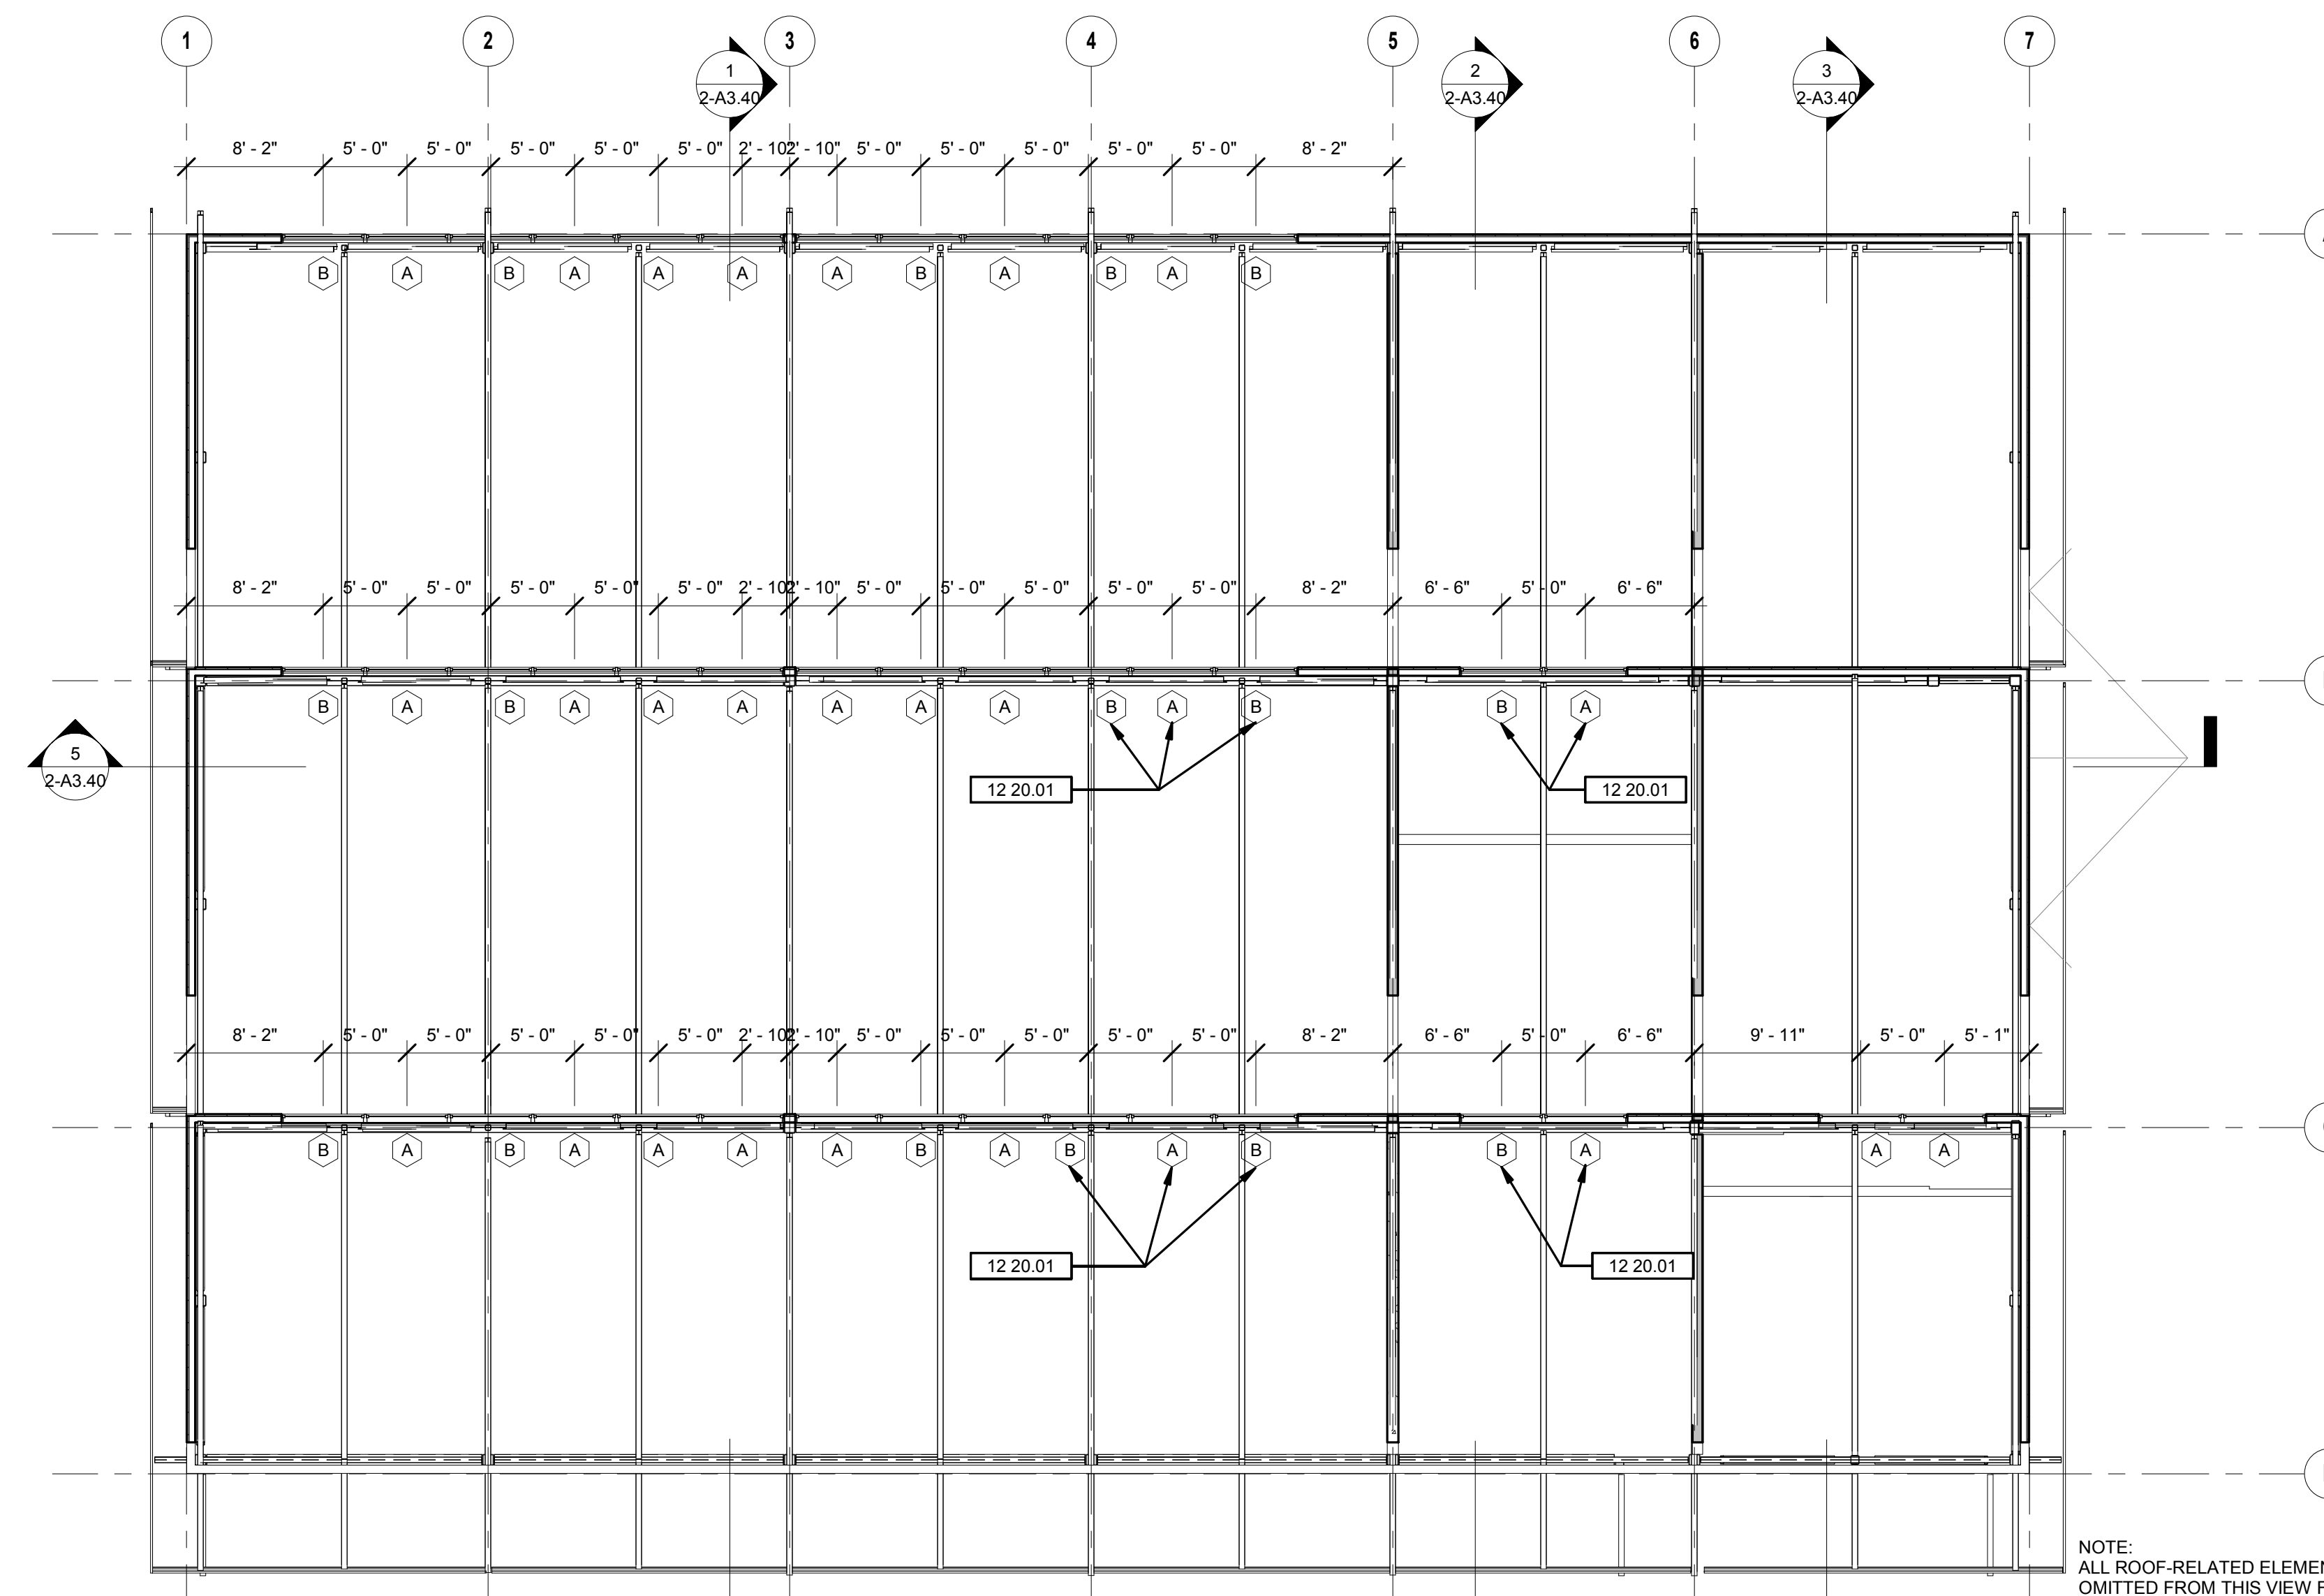 1 2 3 4 5 6 7
1 2 3
2-A3.40 2-A3.40 2-A3.40
8' - 2" 5' - 0" 5' - 0" 5' - 0" 5' - 0" 5' - 0" 2' - 10" 2' - 10" 5' - 0" 5' - 0" 5' - 0" 5' - 0" 5' - 0" 8' - 2"
B A B A A A A B A B A B
8' - 2" 5' - 0" 5' - 0" 5' - 0" 5' - 0" 5' - 0" 2' - 10" 2' - 10" 5' - 0" 5' - 0" 5' - 0" 5' - 0" 5' - 0" 8' - 2" 6' - 6" 5' - 0" 6' - 6"
B A B A A A A A A B A B B A
5
2-A3.40
12 20.01 12 20.01
8' - 2" 5' - 0" 5' - 0" 5' - 0" 5' - 0" 5' - 0" 2' - 10" 2' - 10" 5' - 0" 5' - 0" 5' - 0" 5' - 0" 5' - 0" 8' - 2" 6' - 6" 5' - 0" 6' - 6" 9' - 11" 5' - 0" 5' - 1"
B A B A A A A B A B A B B A A A
12 20.01 12 20.01
NOTE:
ALL ROOF-RELATED
OMITTED FROM THIS VIEW